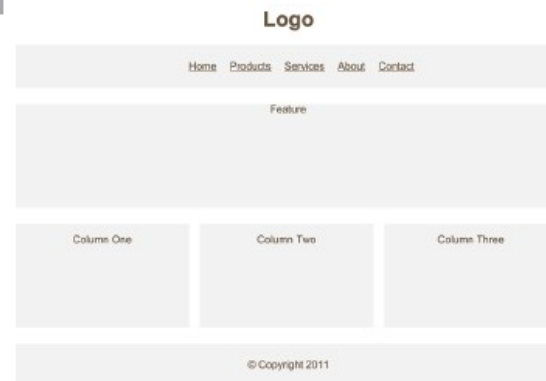 Logo
Home Products Services About Contact
Feature
Column One Column Two Column Three
© Copyright 2011